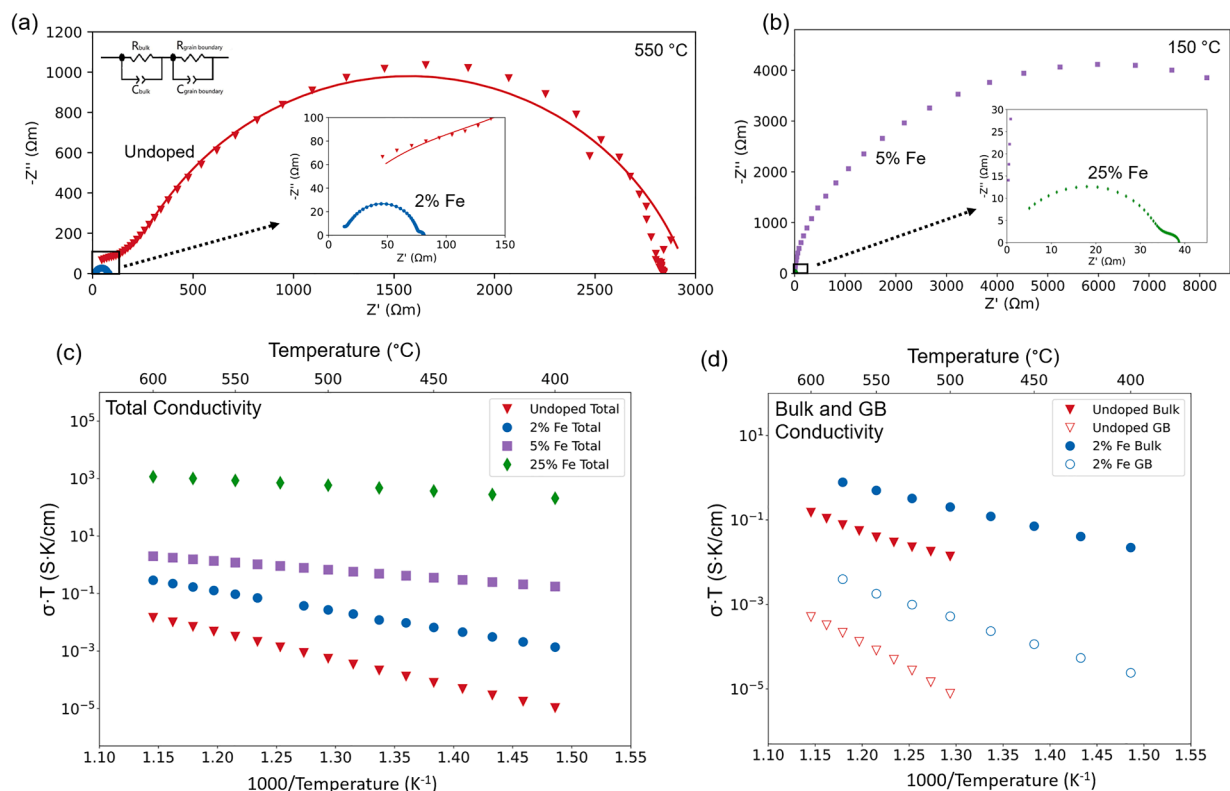 (a)
1200
1000
800
600
400
200
0
-Z'' (Ωm)
0 500 1000 1500 2000 2500 3000
Z' (Ωm)
550 °C
Rbulk Rgrain boundary
Cbulk Cgrain boundary
Undoped
100
80
60
40
20
0
-Z'' (Ωm)
2% Fe
0 50 100 150
Z' (Ωm)
(b)
150 °C
4000
3000
2000
1000
0
-Z'' (Ωm)
0 1000 2000 3000 4000 5000 6000 7000 8000
Z' (Ωm)
5% Fe
30
25
20
15
10
5
0
-Z'' (Ωm)
25% Fe
0 10 20 30 40
Z' (Ωm)
(c)
Temperature (°C)
600 550 500 450 400
Total Conductivity
Undoped Total
2% Fe Total
5% Fe Total
25% Fe Total
10⁵
10³
10¹
10⁻¹
10⁻³
10⁻⁵
σ·T (S·K/cm)
1.10 1.15 1.20 1.25 1.30 1.35 1.40 1.45 1.50 1.55
1000/Temperature (K⁻¹)
(d)
Temperature (°C)
600 550 500 450 400
Bulk and GB
Conductivity
Undoped Bulk
Undoped GB
2% Fe Bulk
2% Fe GB
10¹
10⁻¹
10⁻³
10⁻⁵
σ·T (S·K/cm)
1.10 1.15 1.20 1.25 1.30 1.35 1.40 1.45 1.50 1.55
1000/Temperature (K⁻¹)